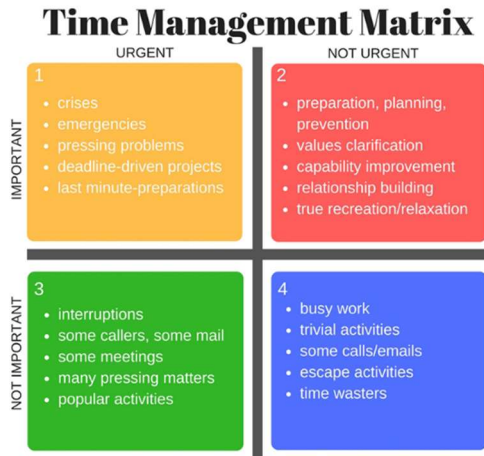 Time Management Matrix
URGENT
NOT URGENT
IMPORTANT
1
• crises
• emergencies
• pressing problems
• deadline-driven projects
• last minute-preparations
2
• preparation, planning,
prevention
• values clarification
• capability improvement
• relationship building
• true recreation/relaxation
NOT IMPORTANT
3
• interruptions
• some callers, some mail
• some meetings
• many pressing matters
• popular activities
4
• busy work
• trivial activities
• some calls/emails
• escape activities
• time wasters